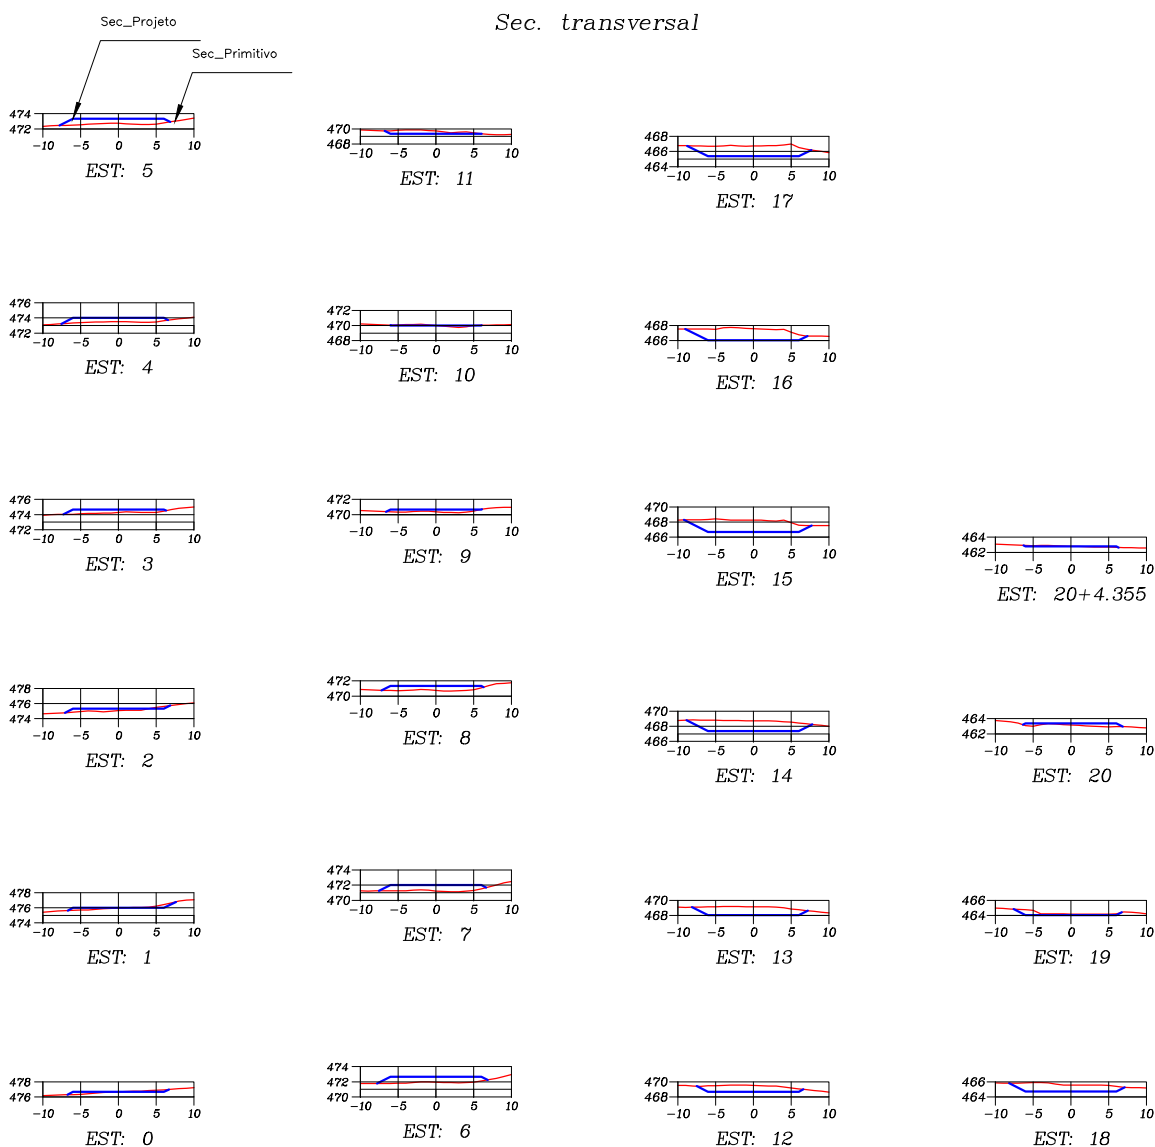 Sec. transversal
Sec_Projeto
Sec_Primitivo
474
472
-10 -5 0 5 10
EST: 5
470
468
-10 -5 0 5 10
EST: 11
468
466
464
-10 -5 0 5 10
EST: 17
476
474
472
-10 -5 0 5 10
EST: 4
472
470
468
-10 -5 0 5 10
EST: 10
468
466
-10 -5 0 5 10
EST: 16
476
474
472
-10 -5 0 5 10
EST: 3
472
470
-10 -5 0 5 10
EST: 9
470
468
466
-10 -5 0 5 10
EST: 15
464
462
-10 -5 0 5 10
EST: 20+4.355
478
476
474
-10 -5 0 5 10
EST: 2
472
470
-10 -5 0 5 10
EST: 8
470
468
466
-10 -5 0 5 10
EST: 14
464
462
-10 -5 0 5 10
EST: 20
478
476
474
-10 -5 0 5 10
EST: 1
474
472
470
-10 -5 0 5 10
EST: 7
470
468
-10 -5 0 5 10
EST: 13
466
464
-10 -5 0 5 10
EST: 19
478
476
-10 -5 0 5 10
EST: 0
474
472
470
-10 -5 0 5 10
EST: 6
470
468
-10 -5 0 5 10
EST: 12
466
464
-10 -5 0 5 10
EST: 18